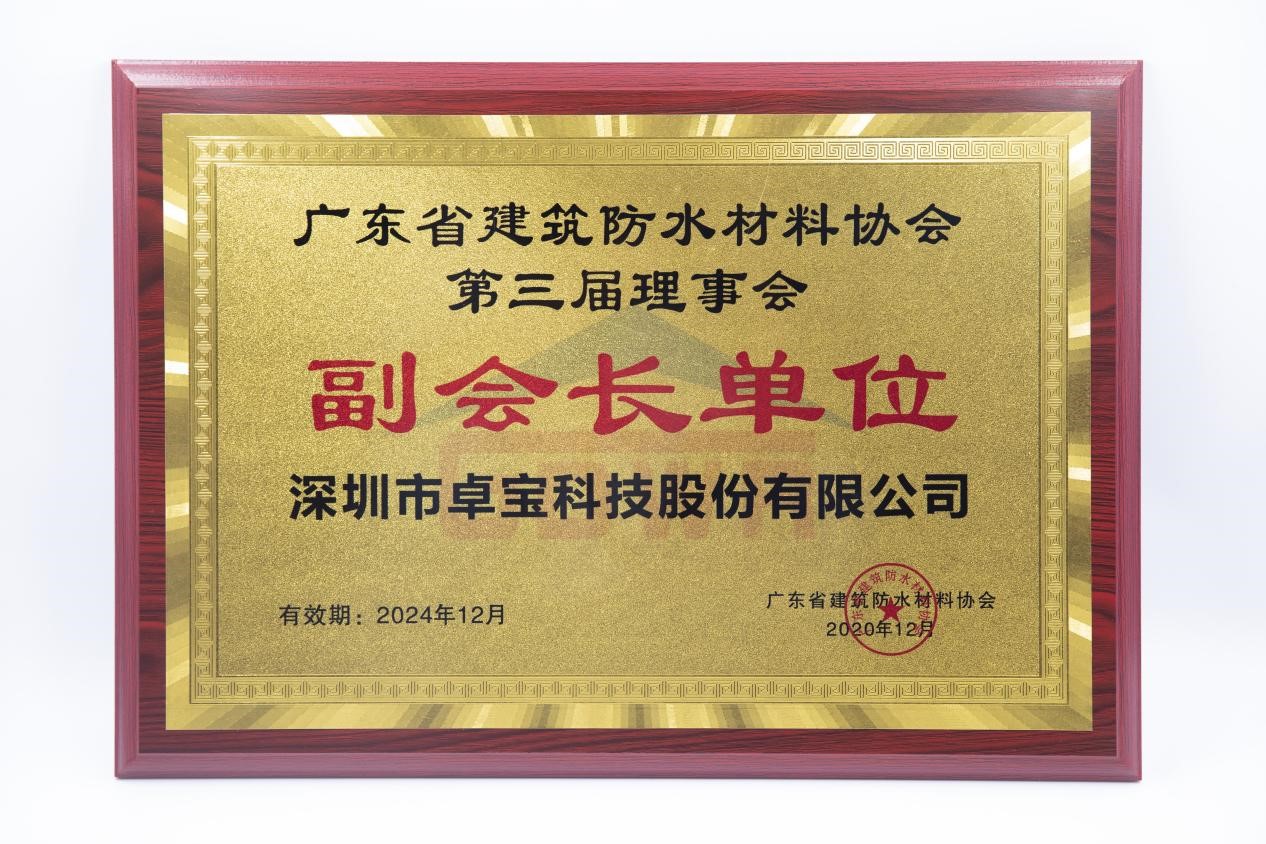 广东省建筑防水材料协会
第三届理事会
副会长单位
深圳市卓宝科技股份有限公司
有效期：2024年12月
广东省建筑防水材料协会
2020年12月